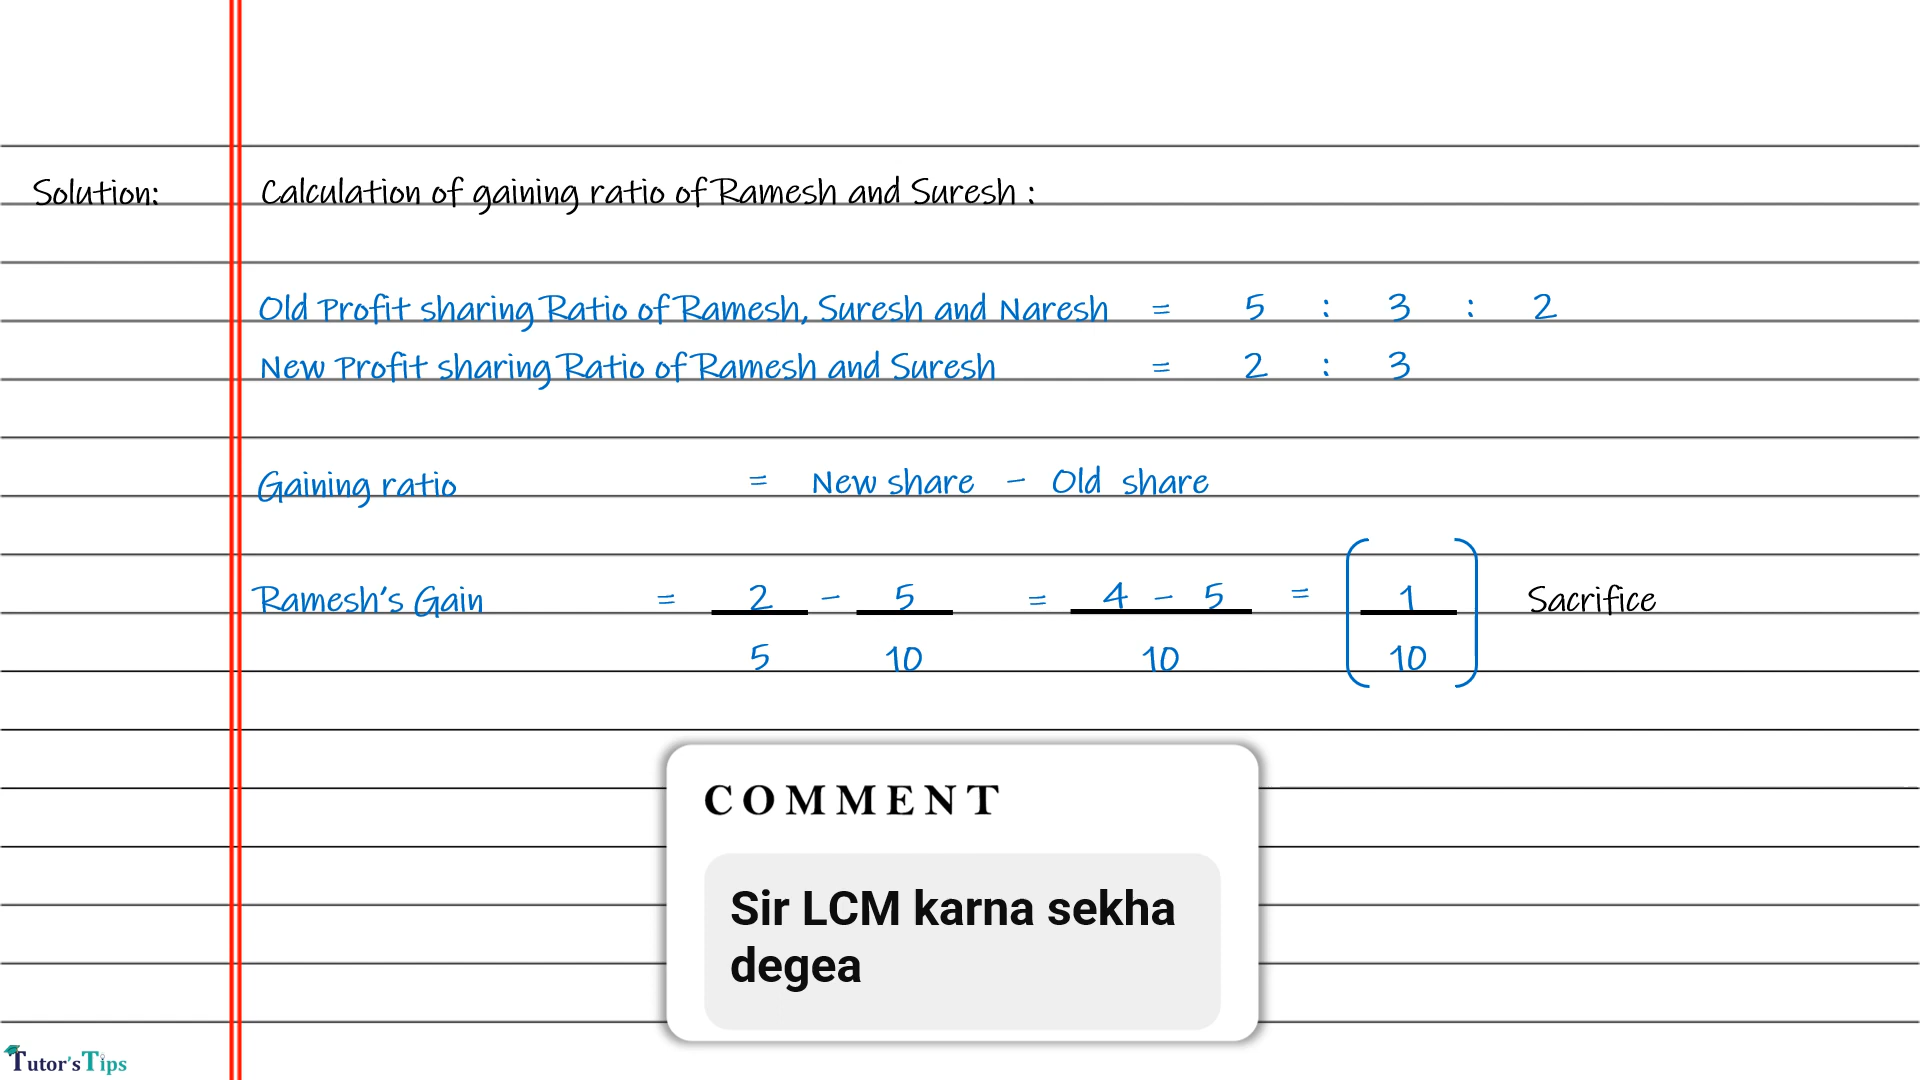 Solution: Calculation of gaining ratio of Ramesh and Suresh :
Old Profit sharing Ratio of Ramesh, Suresh and Naresh = 5 : 3 : 2
New Profit sharing Ratio of Ramesh and Suresh = 2 : 3
Gaining ratio = New share - Old share
Ramesh's Gain = 2 - 5 = 4 - 5 = 1 Sacrifice
5 10 10 10
COMMENT
Sir LCM karna sekha
degea
Tutor'sTips